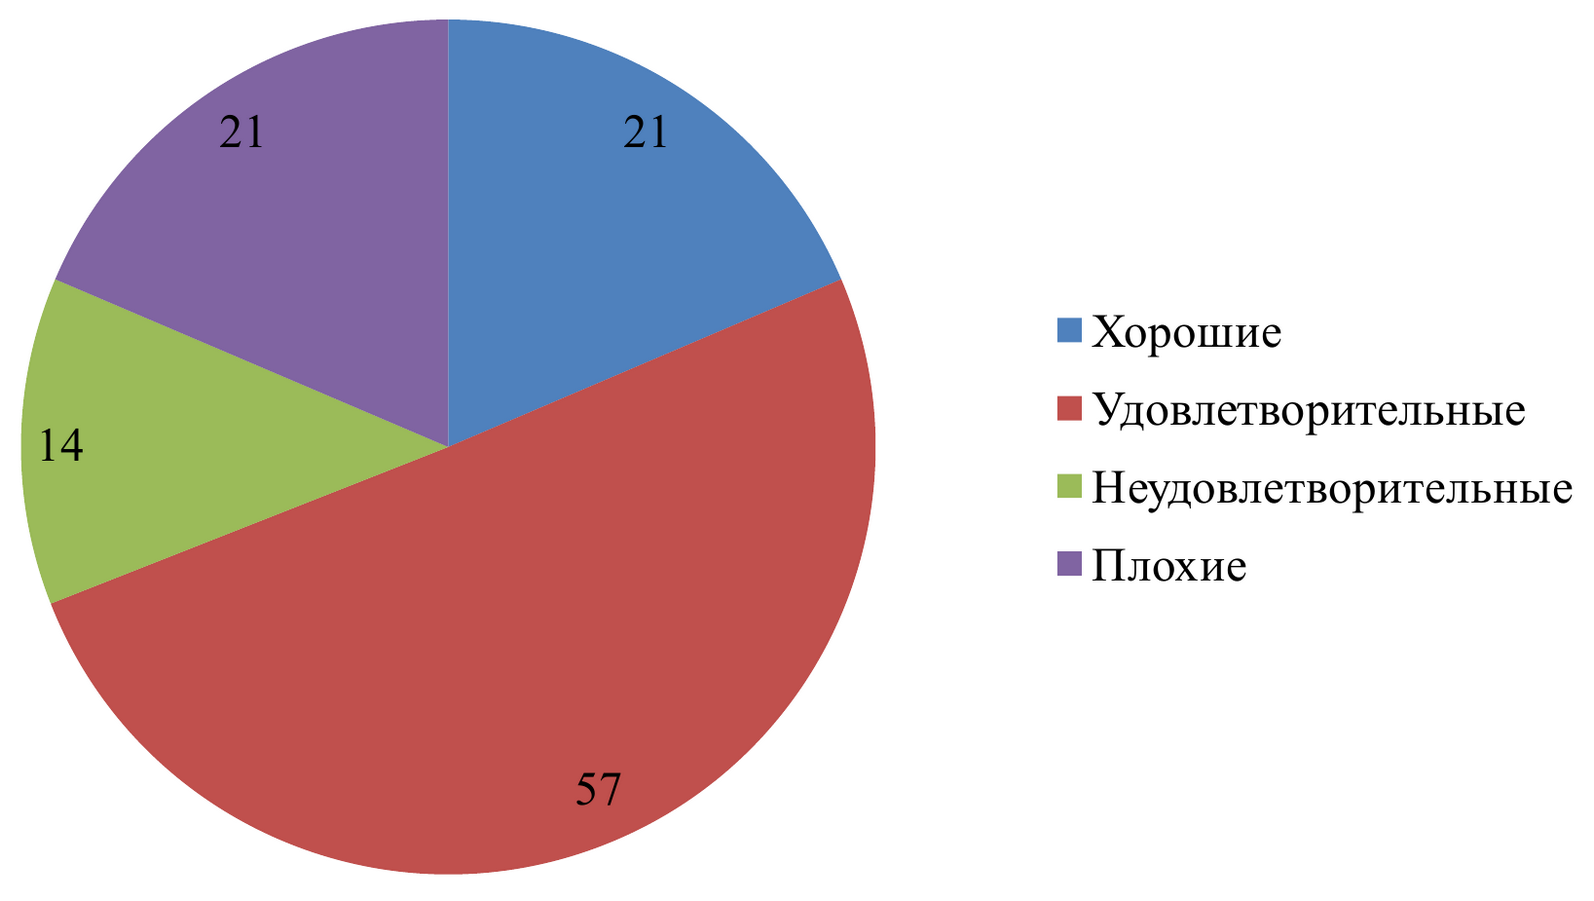 21
21
14
57
Хорошие
Удовлетворительные
Неудовлетворительные
Плохие